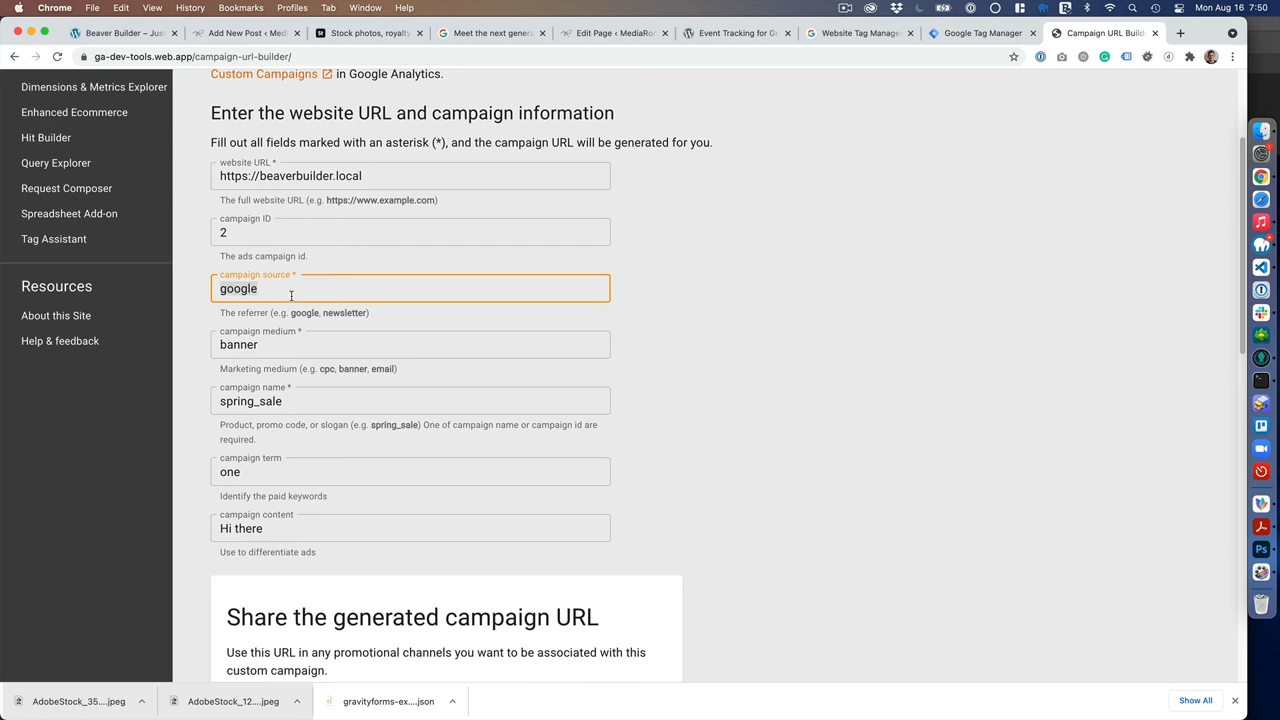 Chrome File Edit View History Bookmarks Profiles Tab Window Help Mon Aug 16 7:50
Beaver Builder – Just Add New Post ‹ Medi Stock photos, royalty Meet the next genera Edit Page ‹ MediaRon Event Tracking for Gr Website Tag Manager Google Tag Manager Campaign URL Build
ga-dev-tools.web.app/campaign-url-builder/
Custom Campaigns in Google Analytics.
Dimensions & Metrics Explorer
Enhanced Ecommerce
Hit Builder
Query Explorer
Request Composer
Spreadsheet Add-on
Tag Assistant
Resources
About this Site
Help & feedback
Enter the website URL and campaign information
Fill out all fields marked with an asterisk (*), and the campaign URL will be generated for you.
website URL *
https://beaverbuilder.local
The full website URL (e.g. https://www.example.com)
campaign ID
2
The ads campaign id.
campaign source *
google
The referrer (e.g. google, newsletter)
campaign medium *
banner
Marketing medium (e.g. cpc, banner, email)
campaign name *
spring_sale
Product, promo code, or slogan (e.g. spring_sale) One of campaign name or campaign id are
required.
campaign term
one
Identify the paid keywords
campaign content
Hi there
Use to differentiate ads
Share the generated campaign URL
Use this URL in any promotional channels you want to be associated with this
custom campaign.
AdobeStock_35....jpeg AdobeStock_12....jpeg gravityforms-ex....json Show All